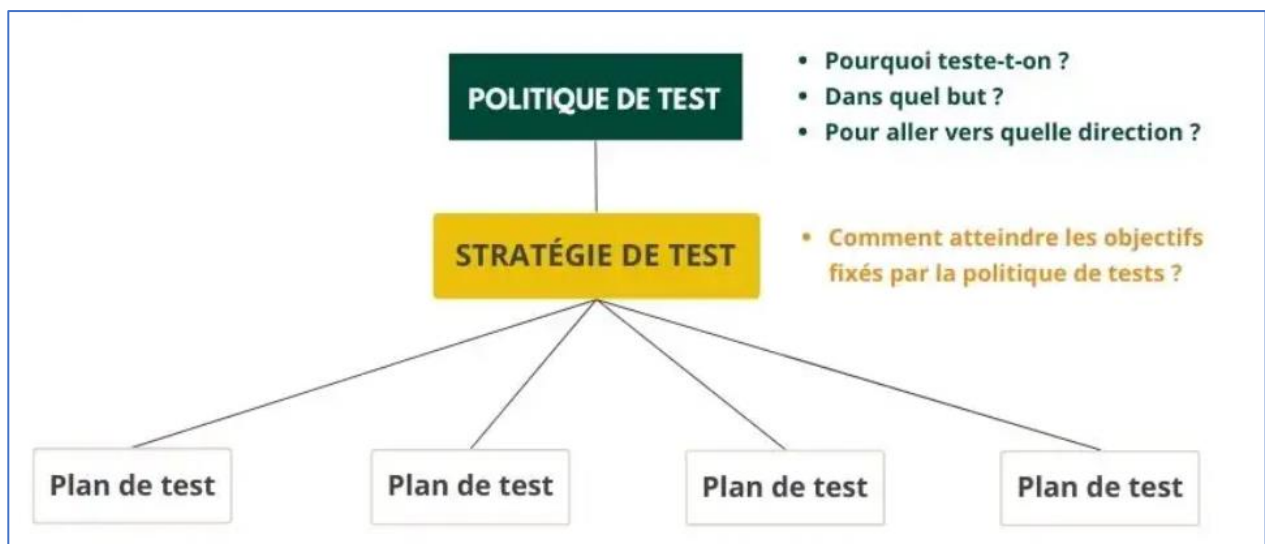 POLITIQUE DE TEST
• Pourquoi teste-t-on ?
• Dans quel but ?
• Pour aller vers quelle direction ?
STRATÉGIE DE TEST
• Comment atteindre les objectifs
fixés par la politique de tests ?
Plan de test
Plan de test
Plan de test
Plan de test